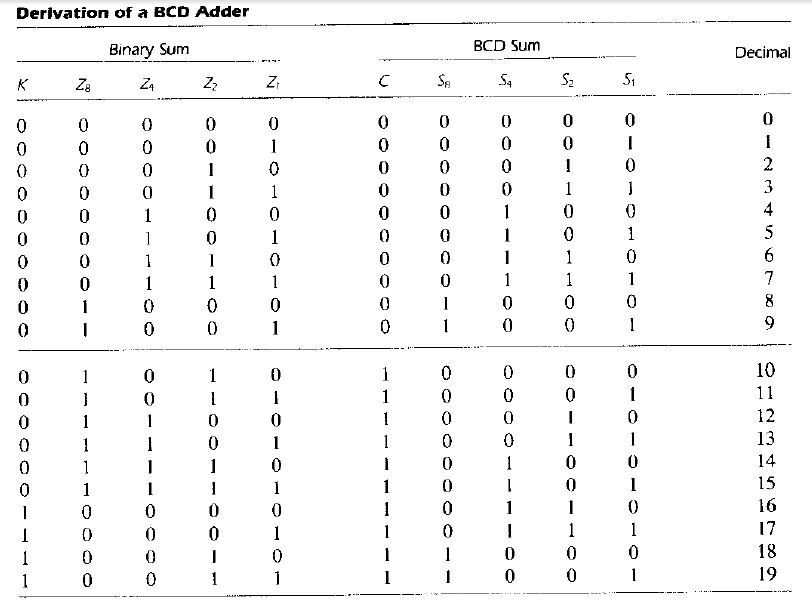 Derivation of a BCD Adder
Binary Sum BCD Sum Decimal
K Z8 Z4 Z2 Z1 C S8 S4 S2 S1
0 0 0 0 0 0 0 0 0 0 0
0 0 0 0 1 0 0 0 0 1 1
0 0 0 1 0 0 0 0 1 0 2
0 0 0 1 1 0 0 0 1 1 3
0 0 1 0 0 0 0 1 0 0 4
0 0 1 0 1 0 0 1 0 1 5
0 0 1 1 0 0 0 1 1 0 6
0 0 1 1 1 0 0 1 1 1 7
0 1 0 0 0 0 1 0 0 0 8
0 1 0 0 1 0 1 0 0 1 9
0 1 0 1 0 1 0 0 0 0 10
0 1 0 1 1 1 0 0 0 1 11
0 1 1 0 0 1 0 0 1 0 12
0 1 1 0 1 1 0 0 1 1 13
0 1 1 1 0 1 0 1 0 0 14
0 1 1 1 1 1 0 1 0 1 15
1 0 0 0 0 1 0 1 1 0 16
1 0 0 0 1 1 0 1 1 1 17
1 0 0 1 0 1 1 0 0 0 18
1 0 0 1 1 1 1 0 0 1 19